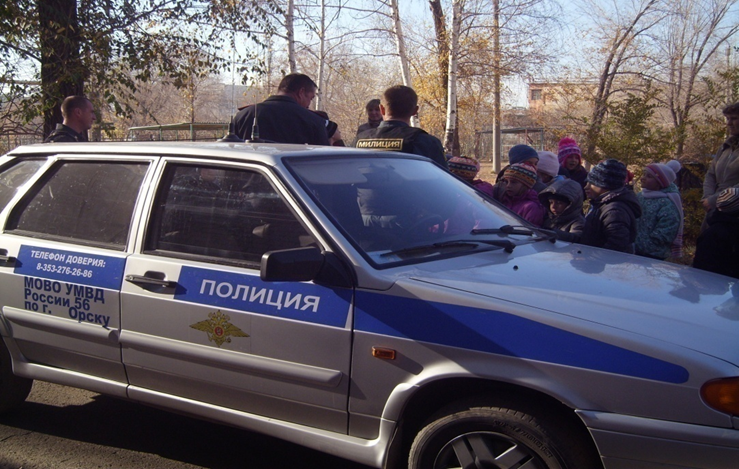 МИЛИЦИЯ
ТЕЛЕФОН ДОВЕРИЯ:
8-353-276-26-86
МОВО УМВД
России 56
по г. Орску
ПОЛИЦИЯ